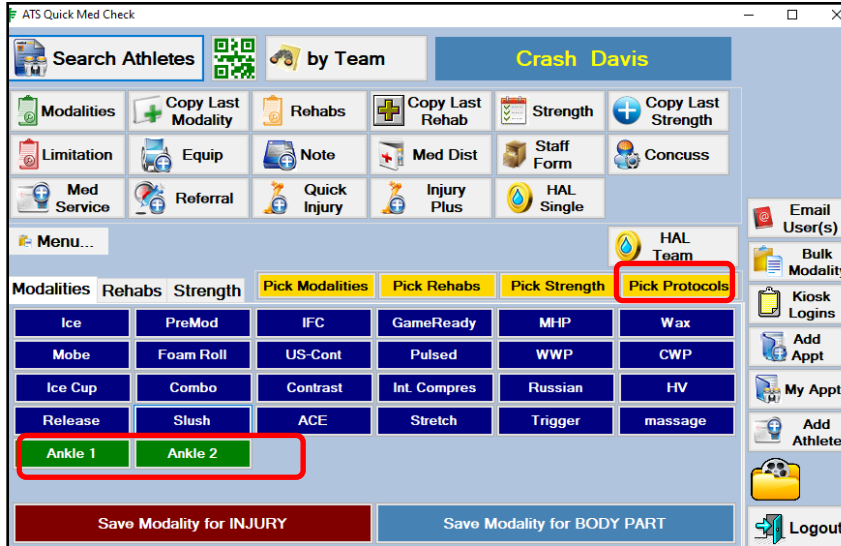 ATS Quick Med Check
Search Athletes
by Team
Crash Davis
Modalities
Copy Last
Modality
Rehabs
Copy Last
Rehab
Strength
Copy Last
Strength
Limitation
Equip
Note
Med Dist
Staff
Form
Concuss
Med
Service
Referral
Quick
Injury
Injury
Plus
HAL
Single
Menu...
HAL
Team
Modalities Rehabs Strength
Pick Modalities
Pick Rehabs
Pick Strength
Pick Protocols
Ice PreMod IFC GameReady MHP Wax
Mobe Foam Roll US-Cont Pulsed WWP CWP
Ice Cup Combo Contrast Int. Compres Russian HV
Release Slush ACE Stretch Trigger massage
Ankle 1 Ankle 2
Save Modality for INJURY
Save Modality for BODY PART
Email
User(s)
Bulk
Modality
Kiosk
Logins
Add
Appt
My Appt
Add
Athlete
Logout